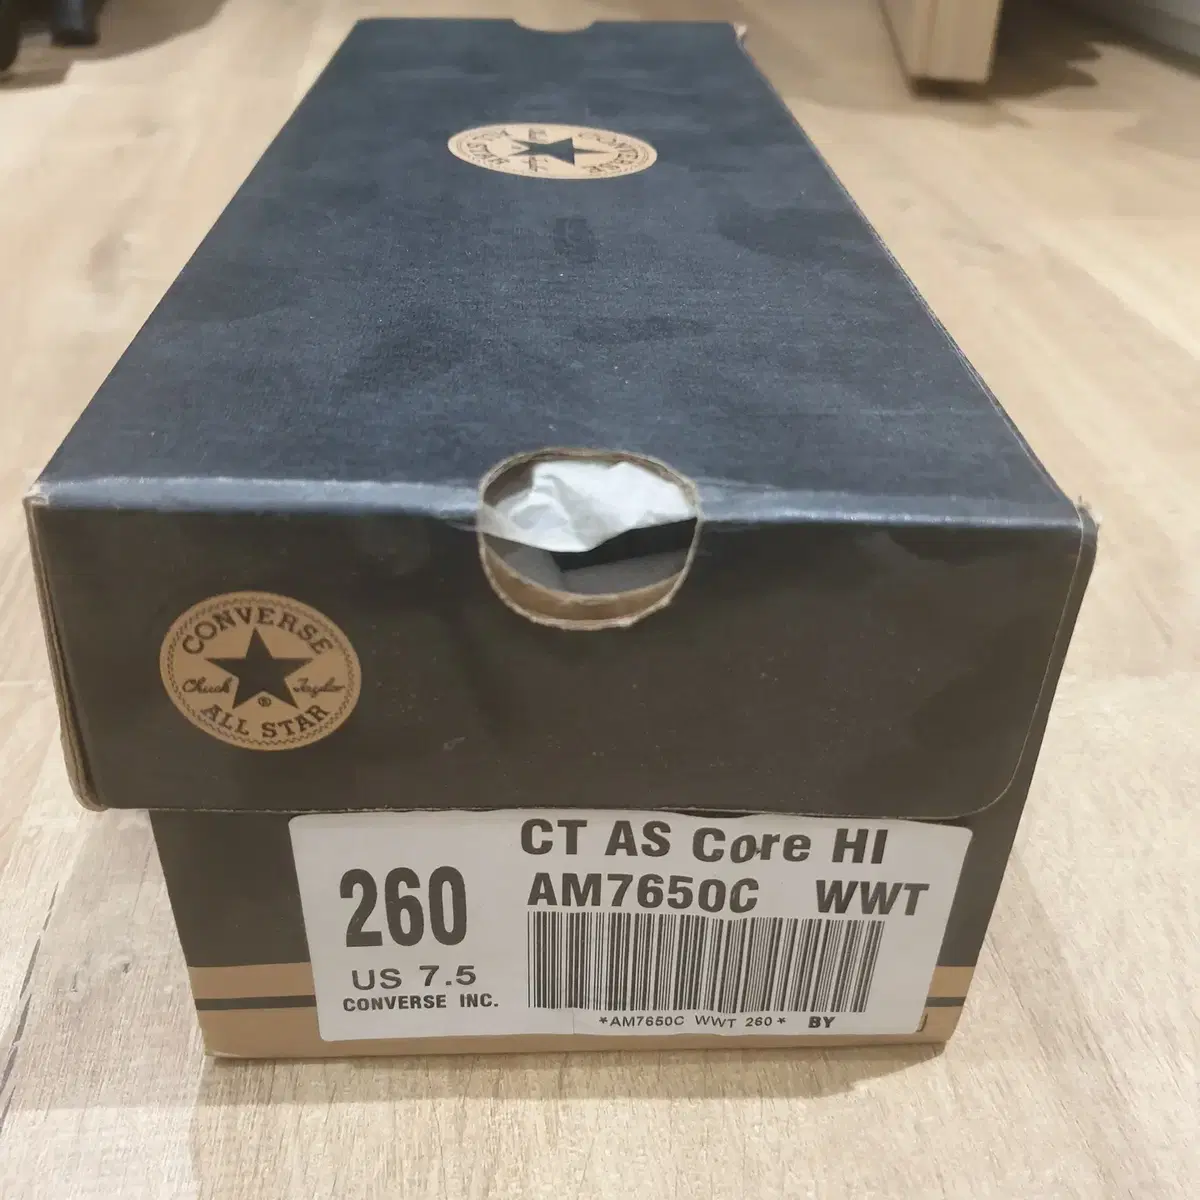 CONVERSE
Chuck Taylor
ALL STAR
CONVERSE
Chuck Taylor
®
ALL STAR
CT AS Core HI
260
AM7650C WWT
US 7.5
CONVERSE INC.
*AM7650C WWT 260* BY